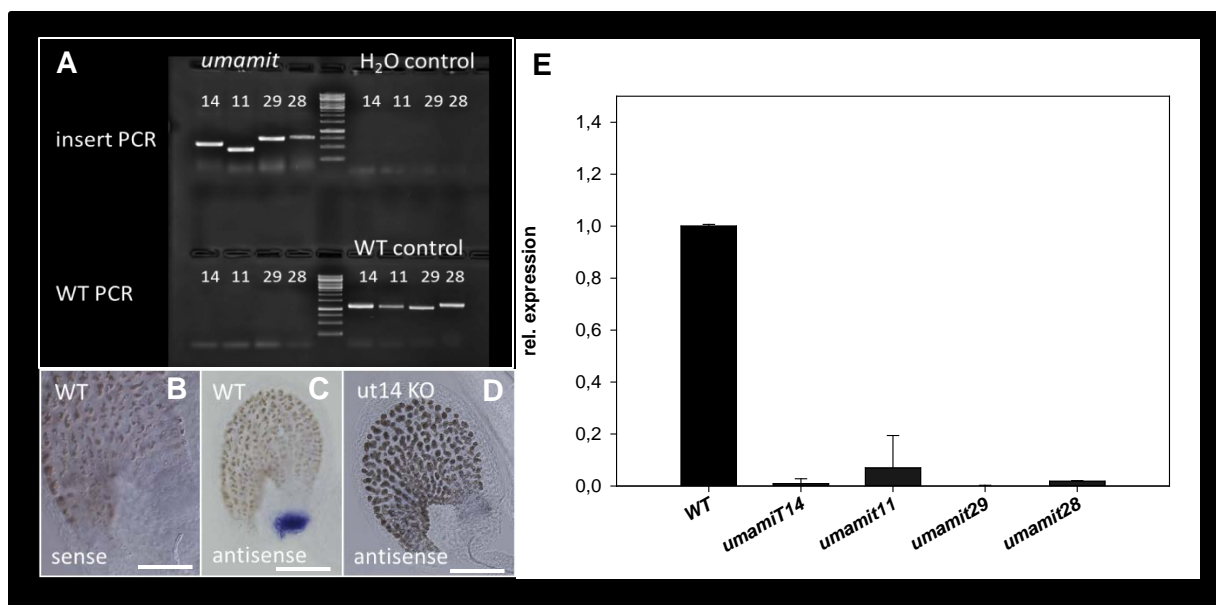 A
umamit
H2O control
14 11 29 28
14 11 29 28
insert PCR
WT control
14 11 29 28
14 11 29 28
WT PCR
WT
B
sense
WT
C
antisense
ut14 KO
D
antisense
E
1,4
1,2
1,0
0,8
0,6
0,4
0,2
0,0
rel. expression
WT
umamiT14
umamit11
umamit29
umamit28